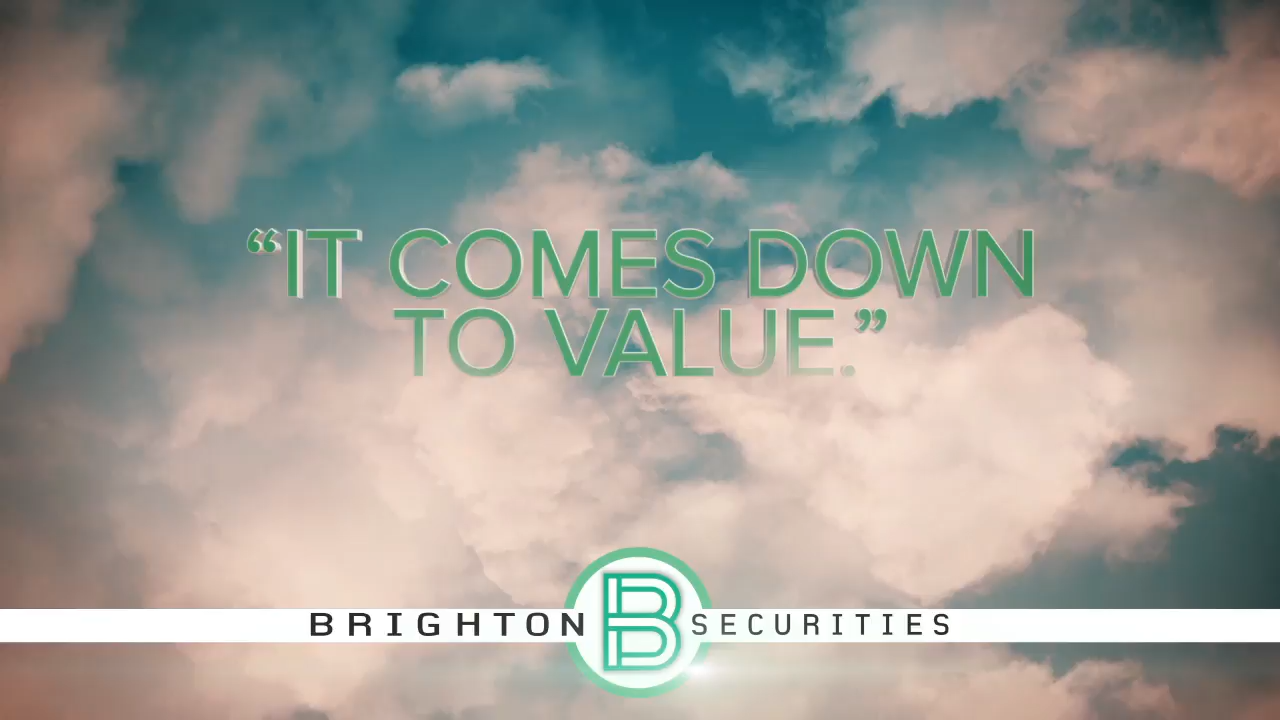 “IT COMES DOWN
TO VALUE.”
BRIGHTON B SECURITIES